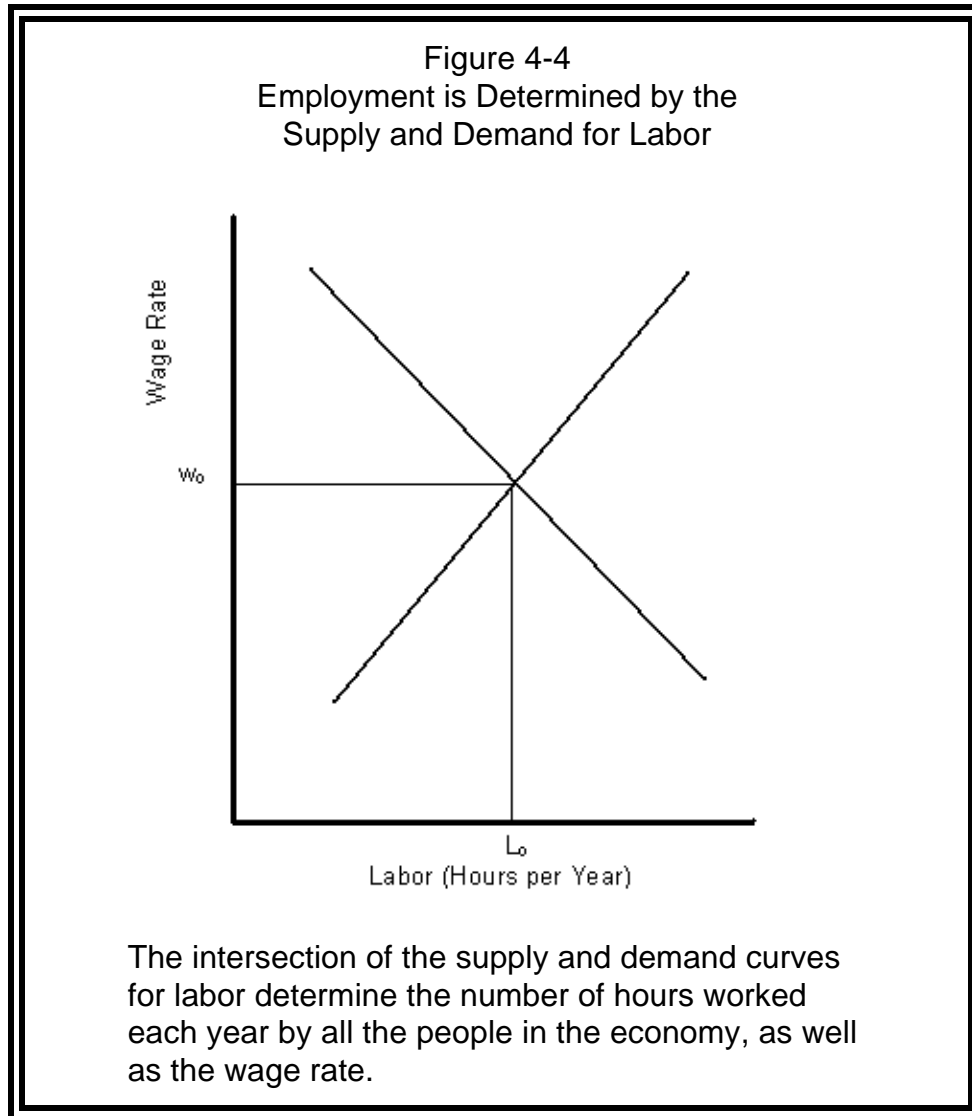 Figure 4-4
Employment is Determined by the
Supply and Demand for Labor
Wage Rate
w₀
L₀
Labor (Hours per Year)
The intersection of the supply and demand curves
for labor determine the number of hours worked
each year by all the people in the economy, as well
as the wage rate.